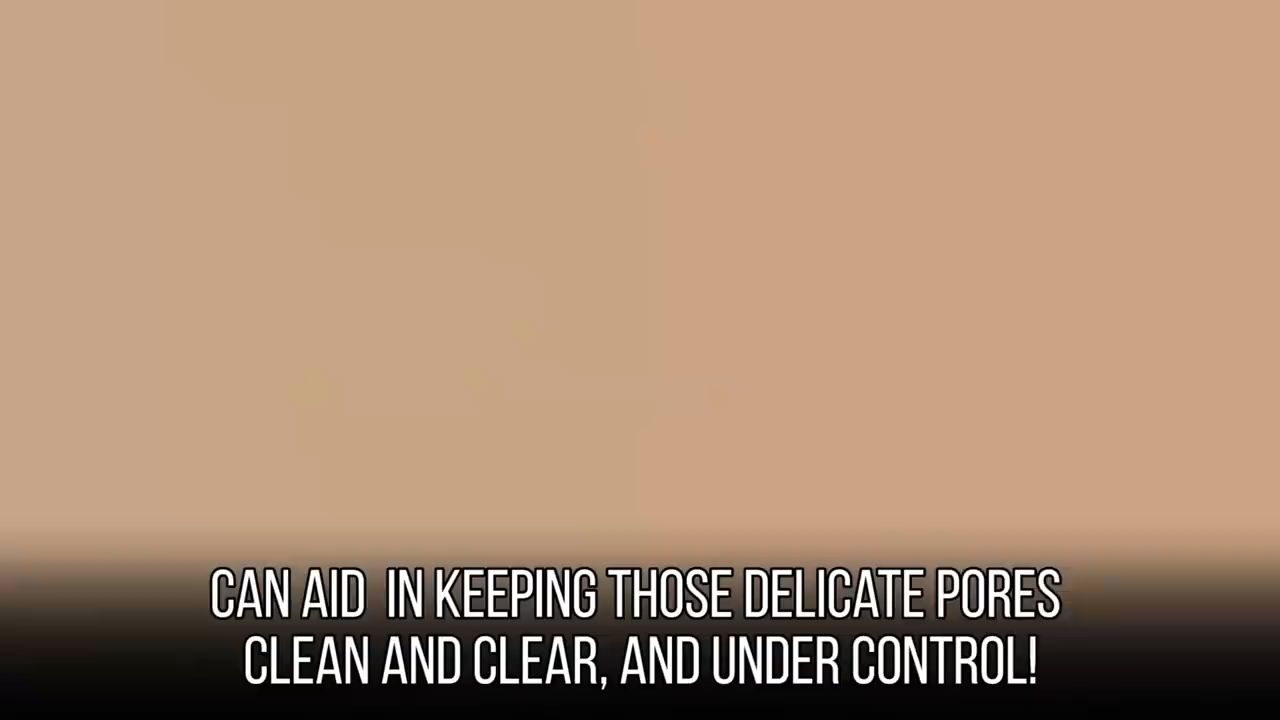 CAN AID  IN KEEPING THOSE DELICATE PORES
CLEAN AND CLEAR, AND UNDER CONTROL!